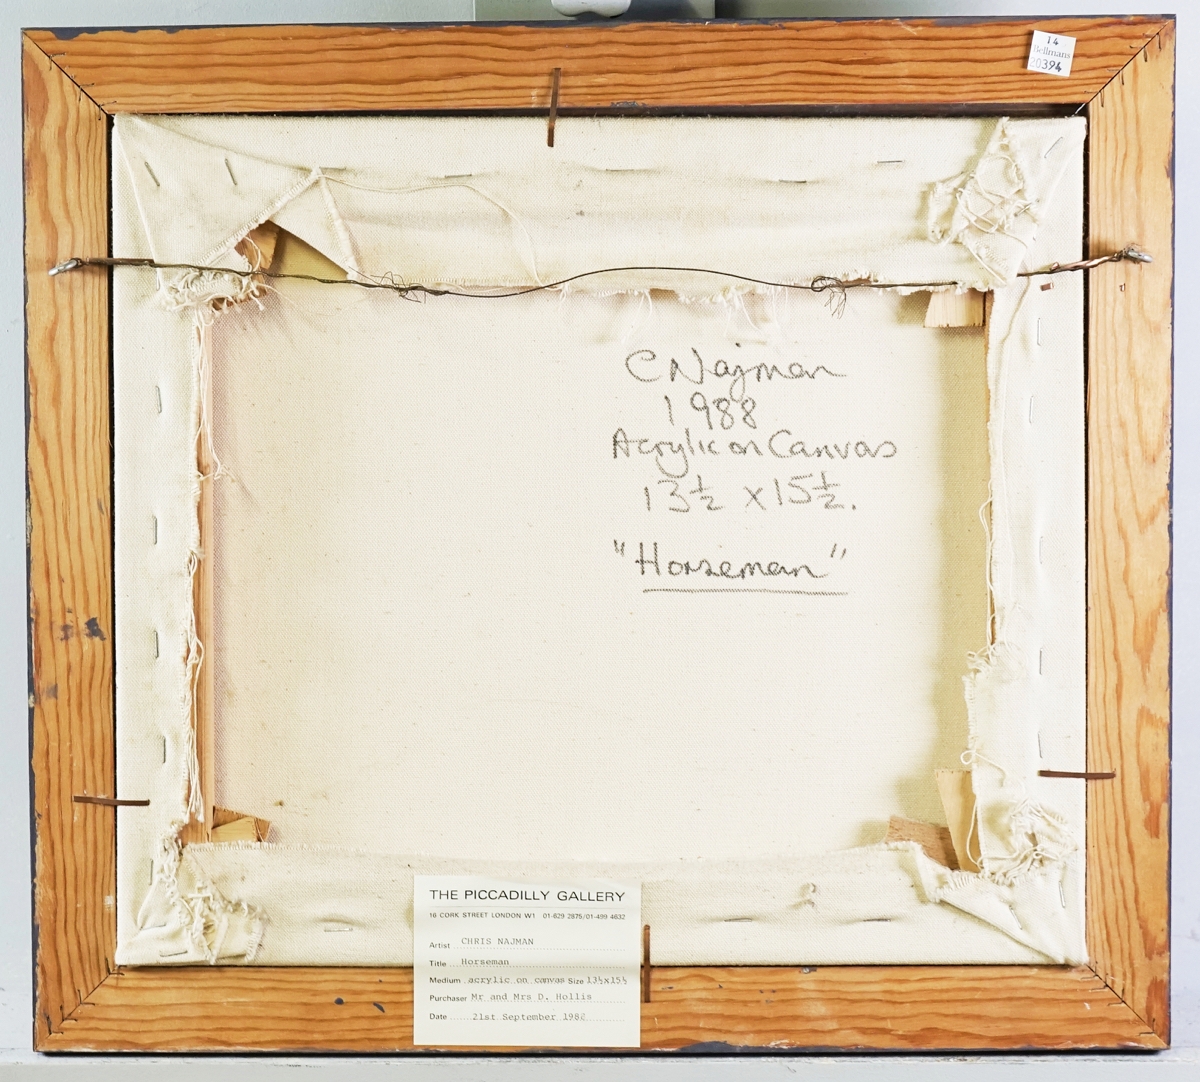 14
Bellmans
20394
C Najman
1988
Acrylic on Canvas
13½ x 15½.
"Horseman"
THE PICCADILLY GALLERY
16 CORK STREET LONDON W1 01-629 2875/01-499 4632
Artist CHRIS NAJMAN
Title Horseman
Medium acrylic on canvas Size 13½x15½
Purchaser Mr and Mrs D. Hollis
Date 21st September 1988